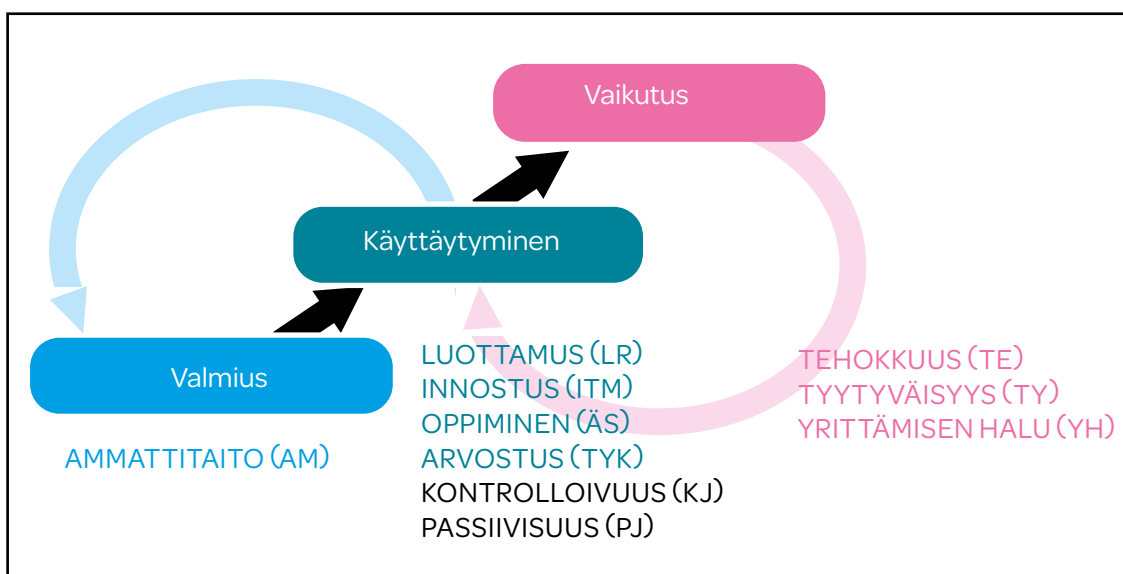 Vaikutus
Käyttäytyminen
Valmius
AMMATTITAITO (AM)
LUOTTAMUS (LR)
INNOSTUS (ITM)
OPPIMINEN (ÄS)
ARVOSTUS (TYK)
KONTROLLOIVUUS (KJ)
PASSIIVISUUS (PJ)
TEHOKKUUS (TE)
TYYTYVÄISYYS (TY)
YRITTÄMISEN HALU (YH)